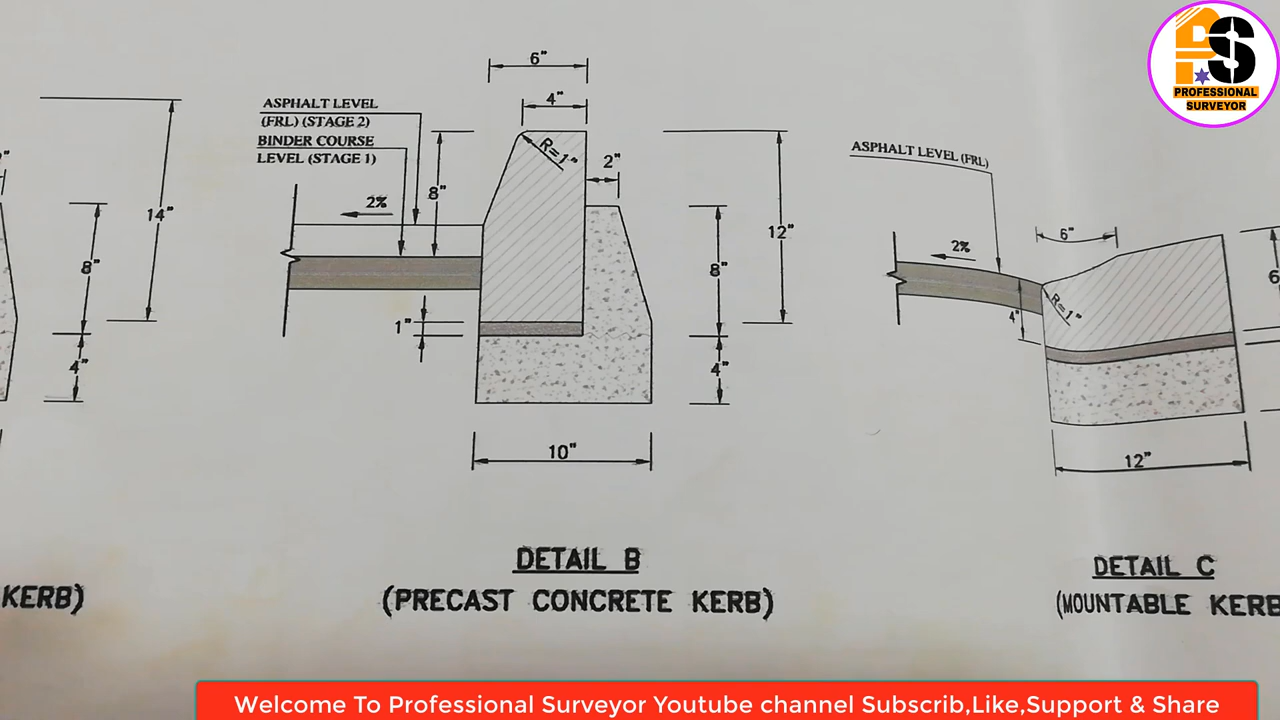 PS
PROFESSIONAL
SURVEYOR
14"
8"
4"
KERB)
6"
4"
ASPHALT LEVEL
(FRL) (STAGE 2)
BINDER COURSE
LEVEL (STAGE 1)
R=1"
8"
2"
2%
12"
8"
1"
4"
10"
DETAIL B
(PRECAST CONCRETE KERB)
ASPHALT LEVEL (FRL)
6"
2%
R=1"
4"
6
12"
DETAIL C
(MOUNTABLE KERB
Welcome To Professional Surveyor Youtube channel Subscrib,Like,Support & Share